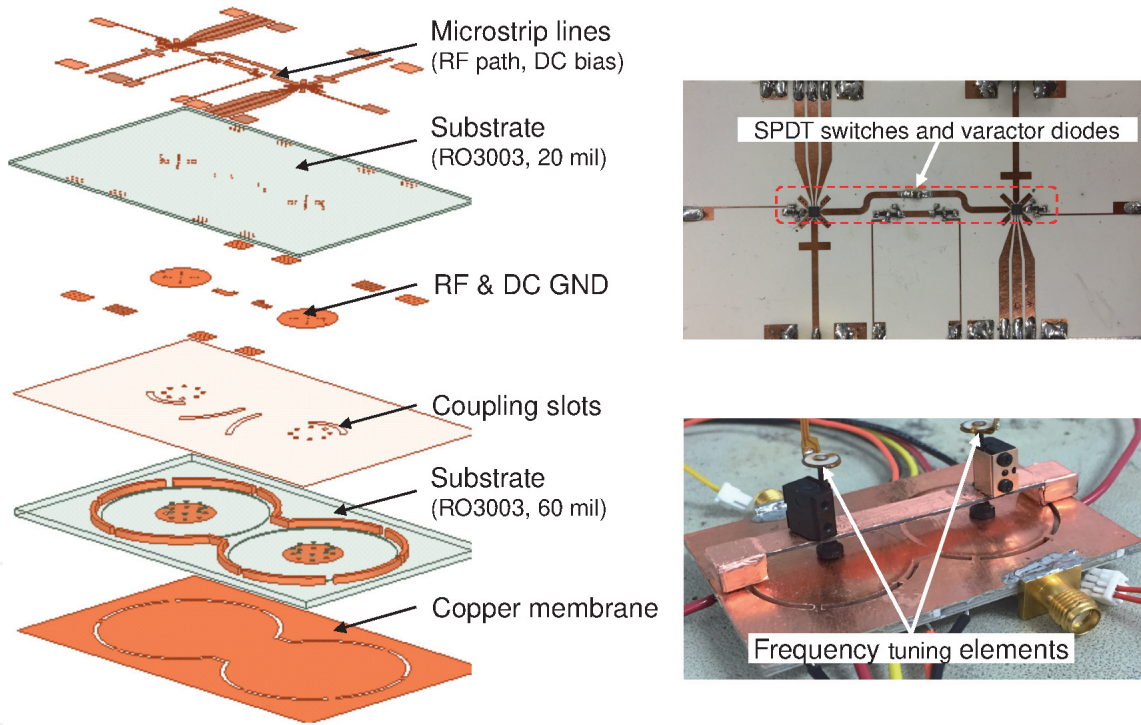 Microstrip lines
(RF path, DC bias)
Substrate
(RO3003, 20 mil)
RF & DC GND
Coupling slots
Substrate
(RO3003, 60 mil)
Copper membrane
SPDT switches and varactor diodes
Frequency tuning elements